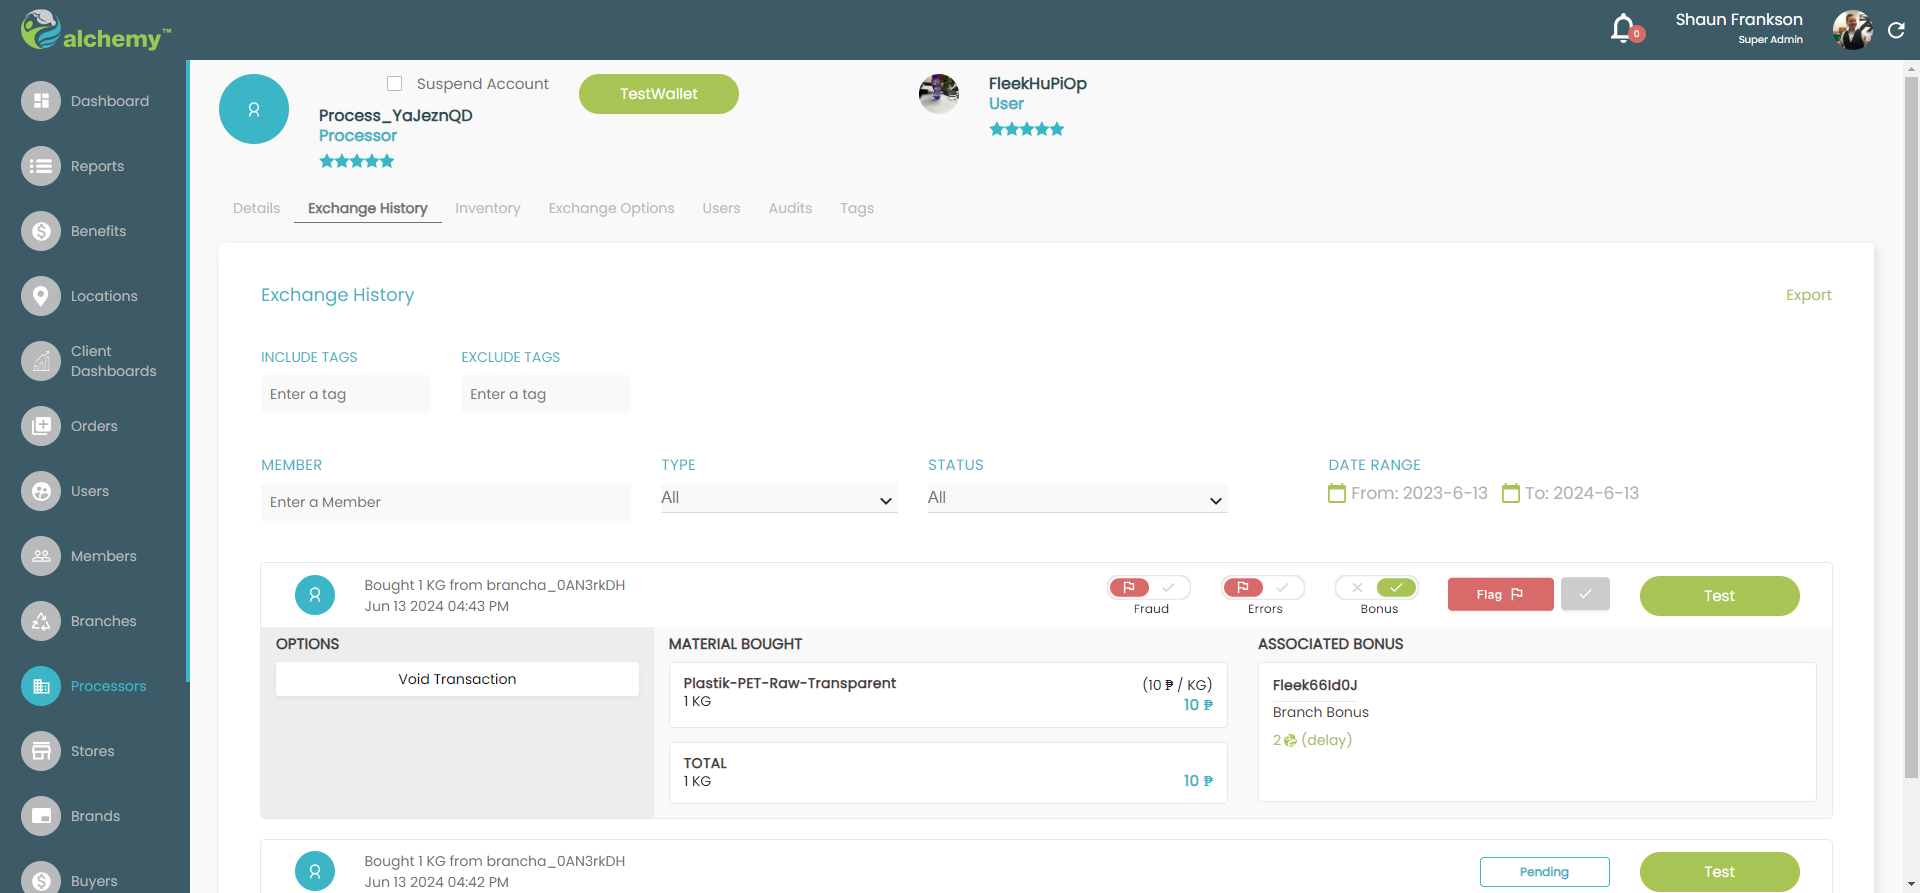 alchemy™
Shaun Frankson
Super Admin
0
Dashboard
Reports
Benefits
Locations
Client
Dashboards
Orders
Users
Members
Branches
Processors
Stores
Brands
Buyers
Suspend Account
TestWallet
Process_YaJeznQD
Processor
FleekHuPiOp
User
Details
Exchange History
Inventory
Exchange Options
Users
Audits
Tags
Exchange History
Export
INCLUDE TAGS
EXCLUDE TAGS
Enter a tag
Enter a tag
MEMBER
TYPE
STATUS
DATE RANGE
Enter a Member
All
All
From: 2023-6-13
To: 2024-6-13
Bought 1 KG from brancha_0AN3rkDH
Jun 13 2024 04:43 PM
Fraud
Errors
Bonus
Flag
Test
OPTIONS
Void Transaction
MATERIAL BOUGHT
Plastik-PET-Raw-Transparent
(10 ₱ / KG)
1 KG
10 ₱
TOTAL
1 KG
10 ₱
ASSOCIATED BONUS
Fleek66Id0J
Branch Bonus
2 (delay)
Bought 1 KG from brancha_0AN3rkDH
Jun 13 2024 04:42 PM
Pending
Test